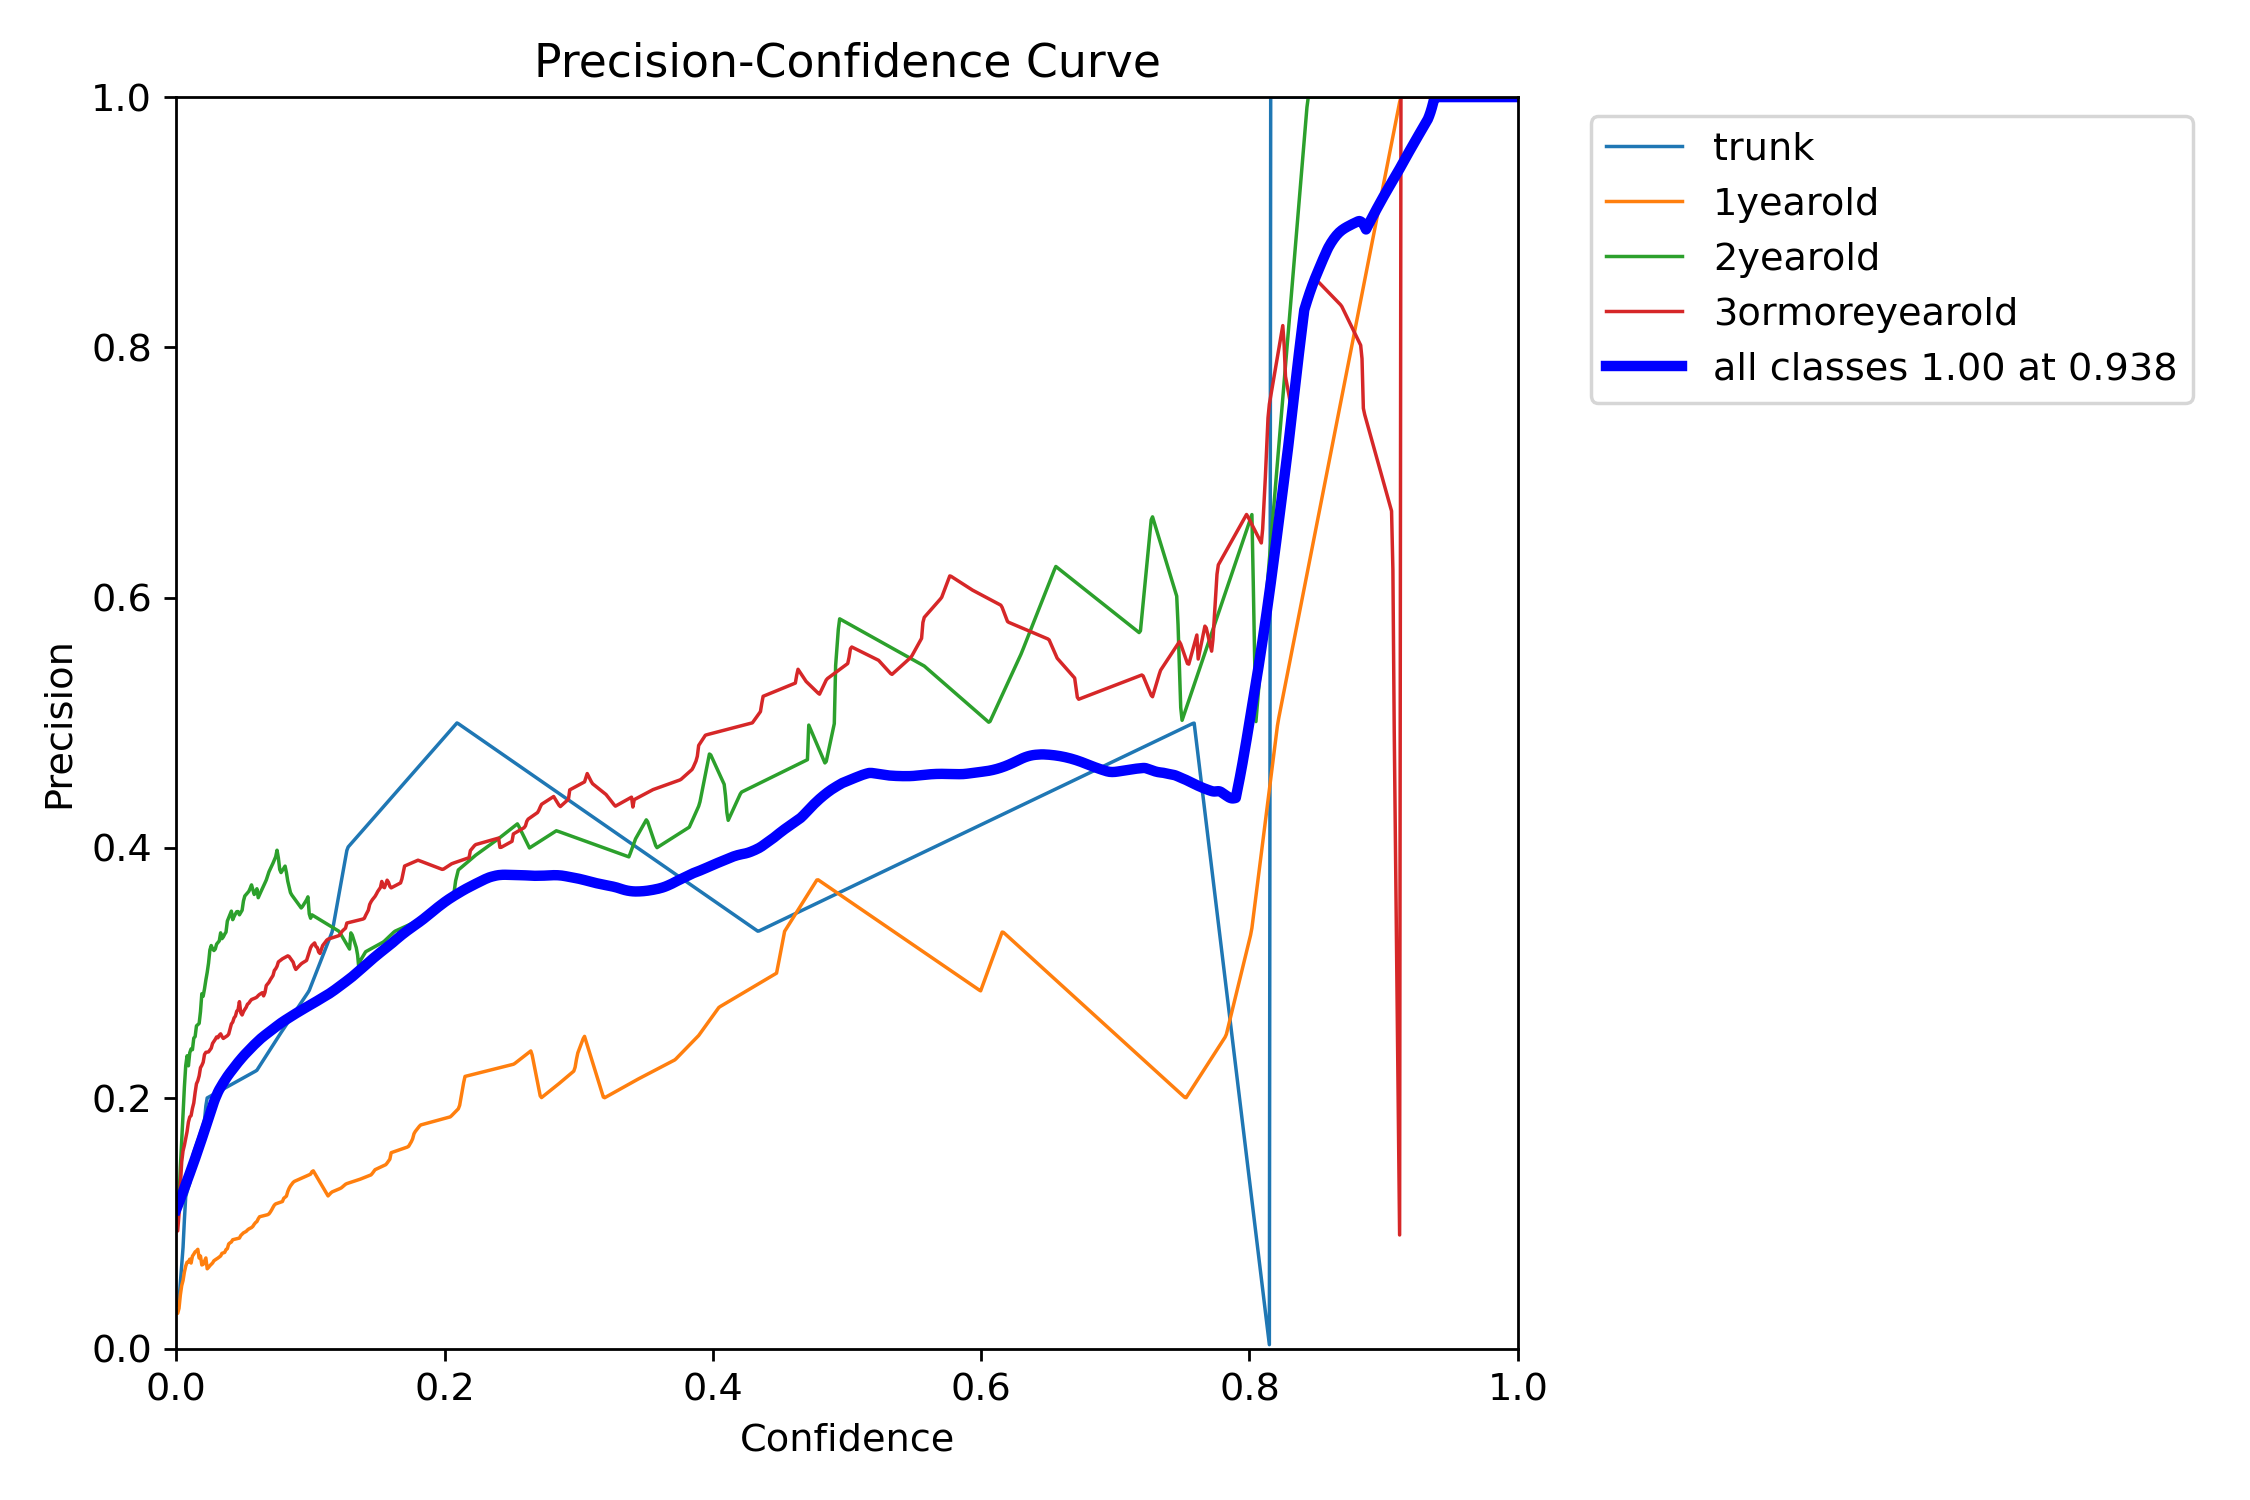 Precision-Confidence Curve
1.0
0.8
0.6
0.4
0.2
0.0
Precision
0.0 0.2 0.4 0.6 0.8 1.0
Confidence
trunk
1yearold
2yearold
3ormoreyearold
all classes 1.00 at 0.938